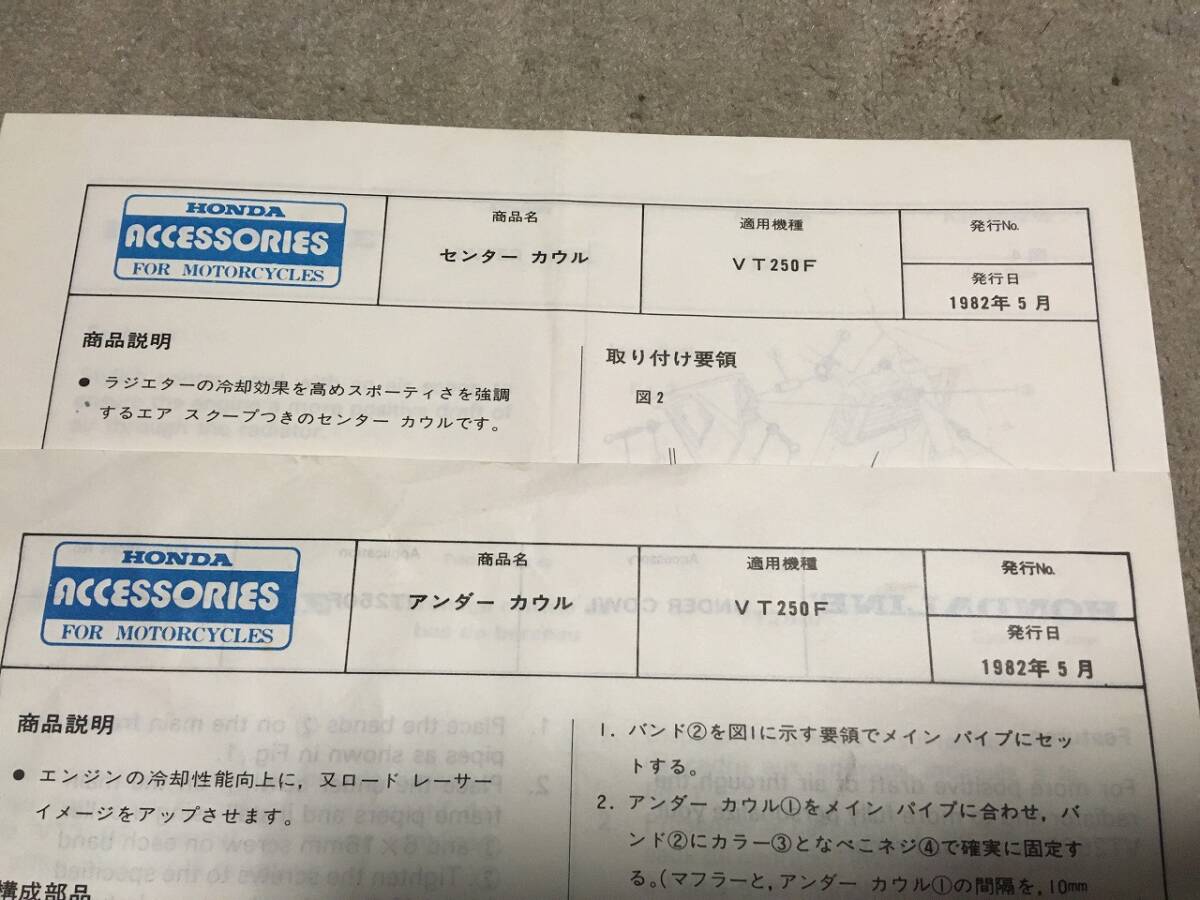 HONDA
ACCESSORIES
FOR MOTORCYCLES
商品名
センター カウル
適用機種
VT250F
発行No.
発行日
1982年5月
商品説明
● ラジエターの冷却効果を高めスポーティさを強調
するエア スクープつきのセンター カウルです。
取り付け要領
図2
HONDA
ACCESSORIES
FOR MOTORCYCLES
商品名
アンダー カウル
適用機種
VT250F
発行No.
発行日
1982年5月
商品説明
● エンジンの冷却性能向上に，又ロード レーサー
イメージをアップさせます。
構成部品
1. バンド②を図1に示す要領でメイン パイプにセッ
トする。
2. アンダー カウル①をメイン パイプに合わせ，バ
ンド②にカラー③となべこネジ④で確実に固定す
る。(マフラーと，アンダー カウル①の間隔を，10mm